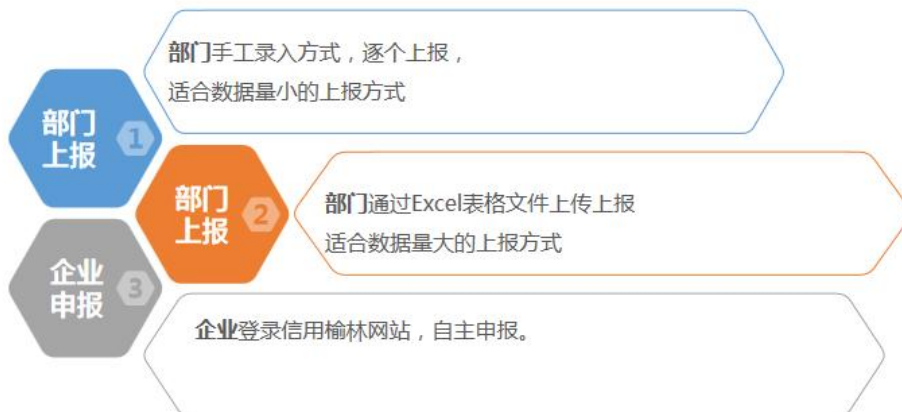 部门
上报
1
部门手工录入方式，逐个上报，
适合数据量小的上报方式
部门
上报
2
部门通过Excel表格文件上传上报
适合数据量大的上报方式
企业
申报
3
企业登录信用榆林网站，自主申报。